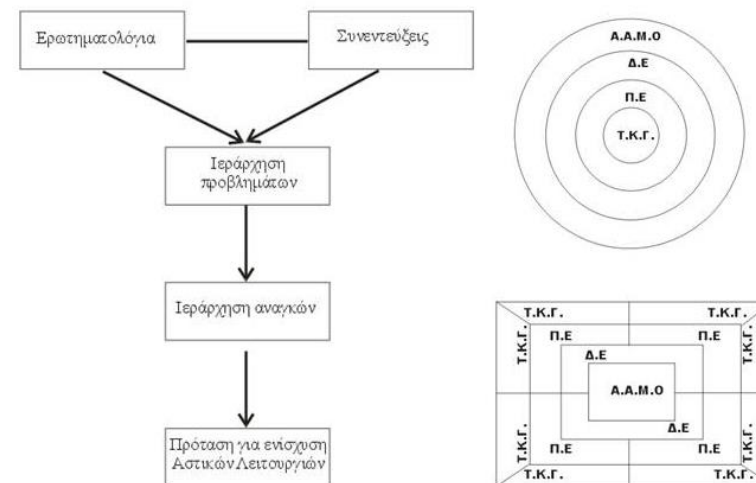 Ερωτηματολόγια
Συνεντεύξεις
Ιεράρχηση
προβλημάτων
Ιεράρχηση αναγκών
Πρόταση για ενίσχυση
Αστικών Λειτουργιών
Α.Α.Μ.Ο
Δ.Ε
Π.Ε
Τ.Κ.Γ.
Τ.Κ.Γ.
Τ.Κ.Γ.
Τ.Κ.Γ.
Π.Ε
Π.Ε
Τ.Κ.Γ.
Δ.Ε
Α.Α.Μ.Ο
Δ.Ε
Τ.Κ.Γ.
Π.Ε
Π.Ε
Τ.Κ.Γ.
Τ.Κ.Γ.
Τ.Κ.Γ.